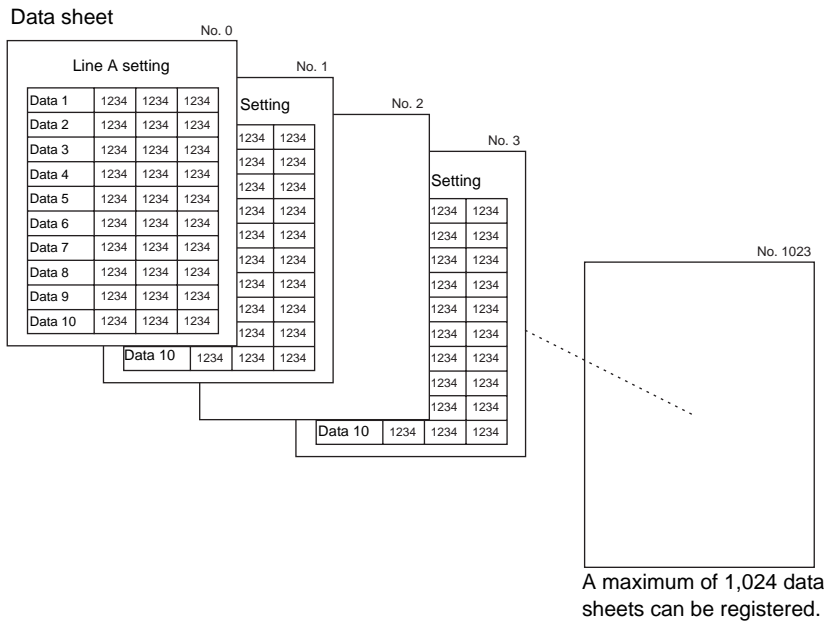 Data sheet
No. 0
Line A setting
Data 1 1234 1234 1234
Data 2 1234 1234 1234
Data 3 1234 1234 1234
Data 4 1234 1234 1234
Data 5 1234 1234 1234
Data 6 1234 1234 1234
Data 7 1234 1234 1234
Data 8 1234 1234 1234
Data 9 1234 1234 1234
Data 10 1234 1234 1234
No. 1
Setting
1234 1234
1234 1234
1234 1234
1234 1234
1234 1234
1234 1234
1234 1234
1234 1234
1234 1234
Data 10 1234 1234 1234
No. 2
No. 3
Setting
1234 1234
1234 1234
1234 1234
1234 1234
1234 1234
1234 1234
1234 1234
1234 1234
1234 1234
Data 10 1234 1234 1234
No. 1023
A maximum of 1,024 data
sheets can be registered.